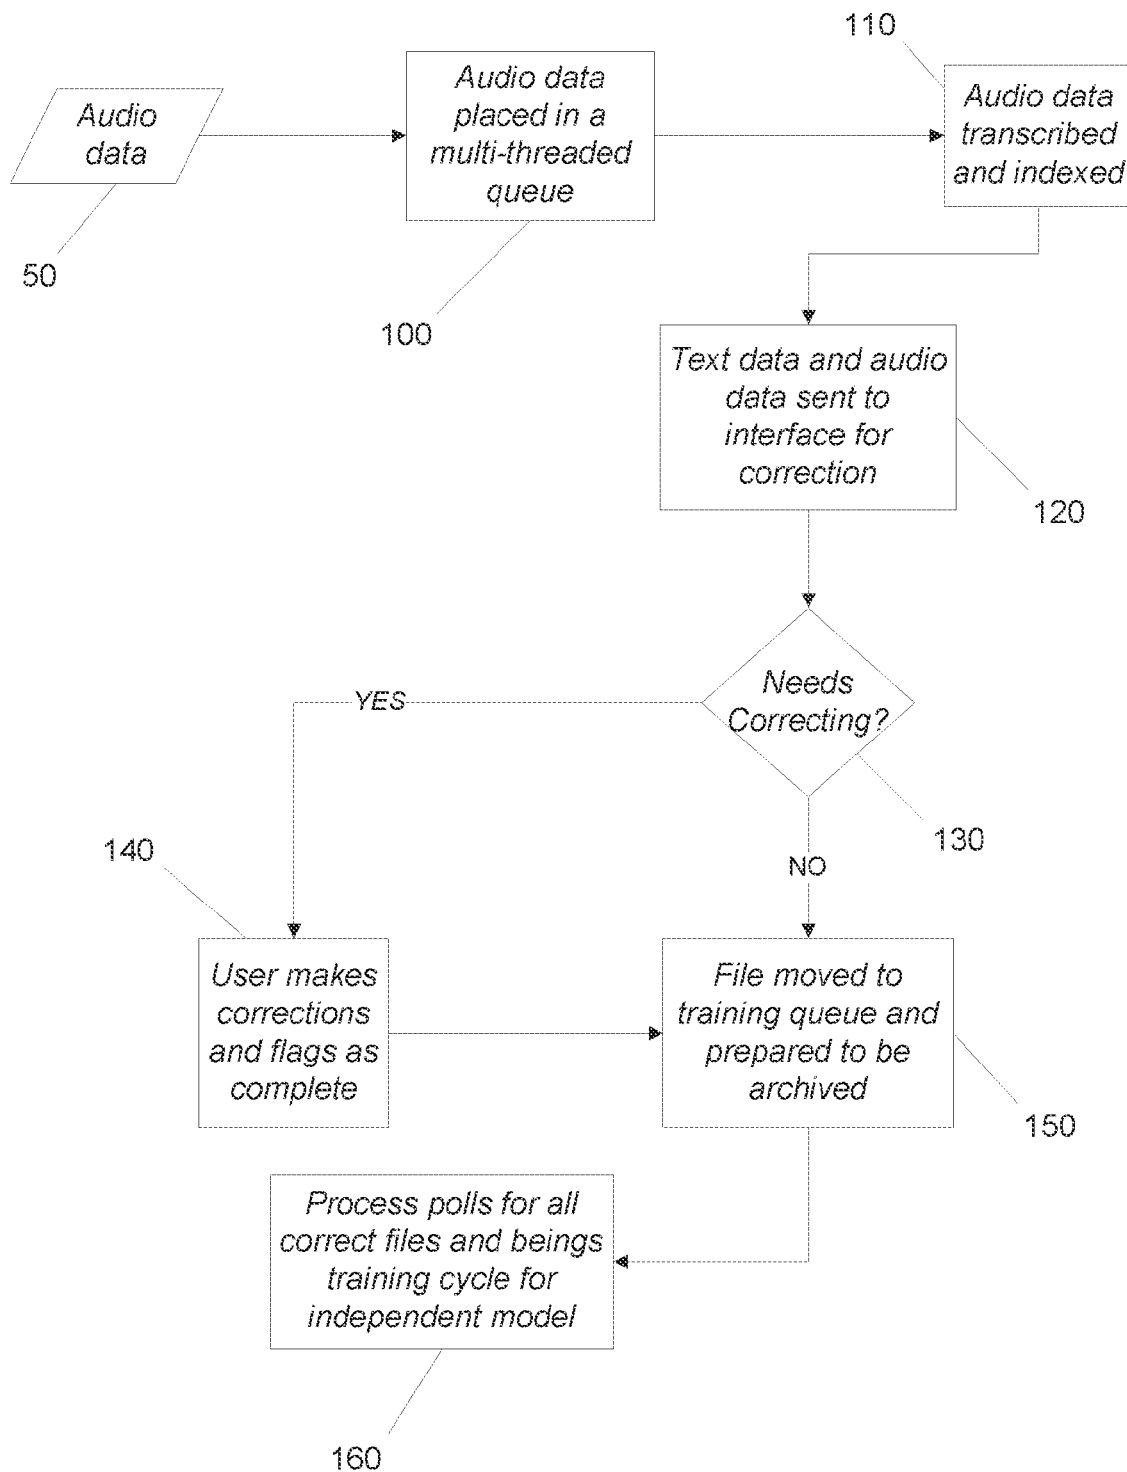 110
Audio
data
50
Audio data
placed in a
multi-threaded
queue
100
Audio data
transcribed
and indexed
Text data and audio
data sent to
interface for
correction
120
Needs
Correcting?
130
YES
NO
140
User makes
corrections
and flags as
complete
File moved to
training queue and
prepared to be
archived
150
Process polls for all
correct files and beings
training cycle for
independent model
160